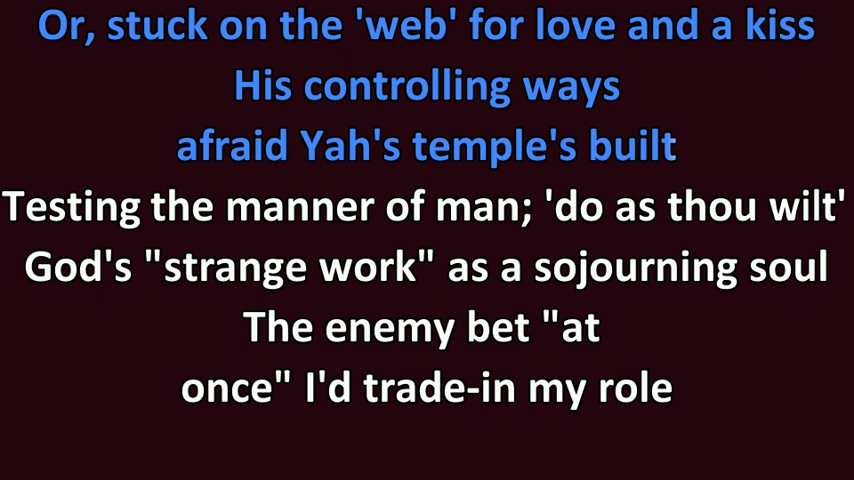 Or, stuck on the 'web' for love and a kiss
His controlling ways
afraid Yah's temple's built
Testing the manner of man; 'do as thou wilt'
God's "strange work" as a sojourning soul
The enemy bet "at
once" I'd trade-in my role